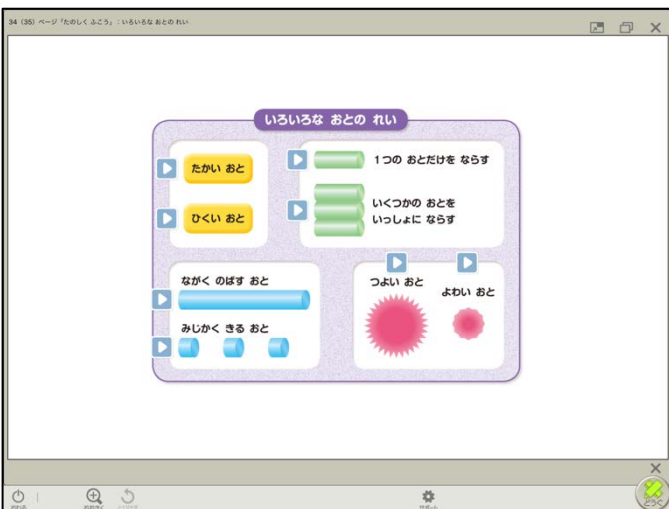 34（35）ページ「たのしく ふこう」：いろいろな おとの れい
いろいろな おとの れい
たかい おと
ひくい おと
1つの おとだけを ならす
いくつかの おとを
いっしょに ならす
ながく のばす おと
みじかく きる おと
つよい おと
よわい おと
サポート